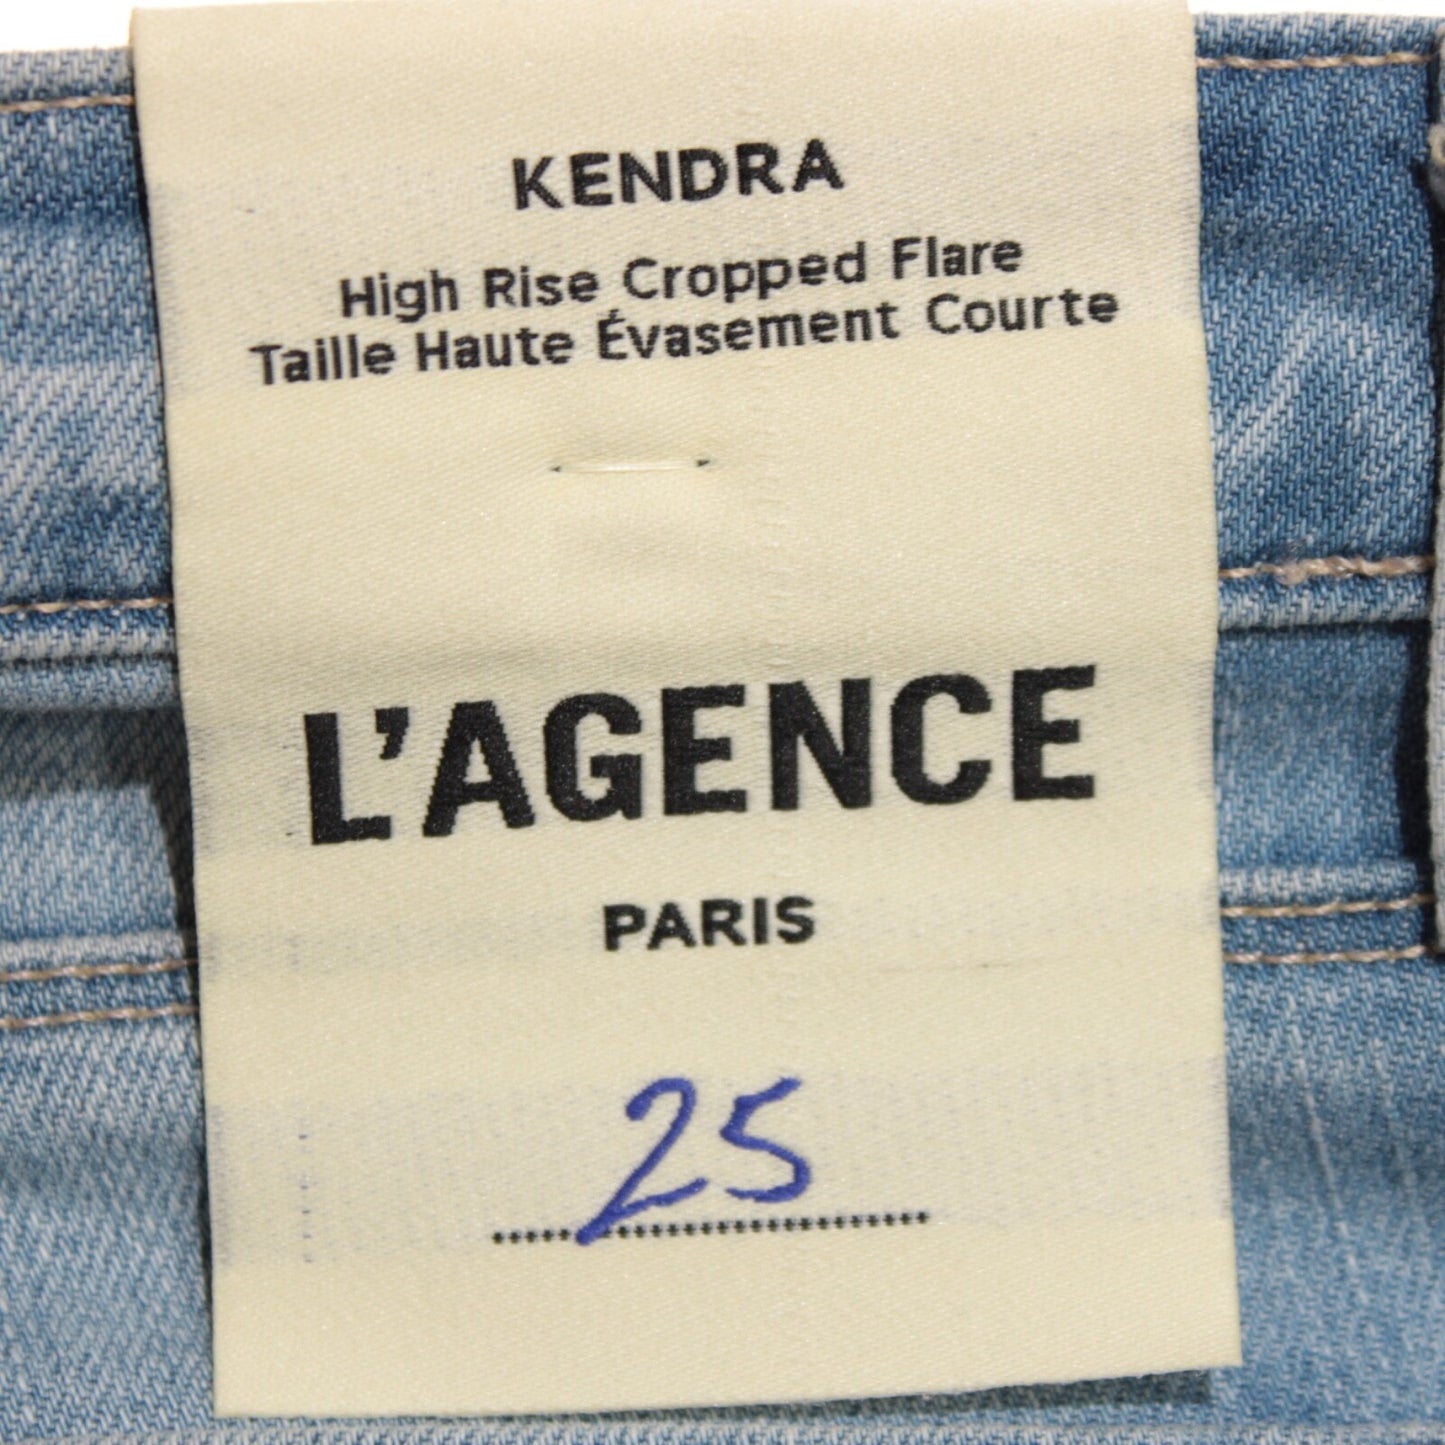 KENDRA
High Rise Cropped Flare
Taille Haute Évasement Courte
L'AGENCE
PARIS
25